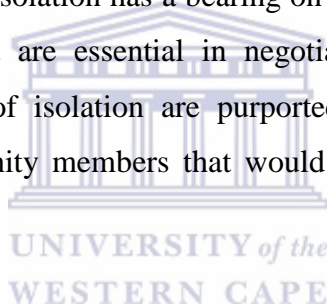 isolation has a bearing on
are essential in negotia
of isolation are purported
nity members that would
UNIVERSITY of the
WESTERN CAPE